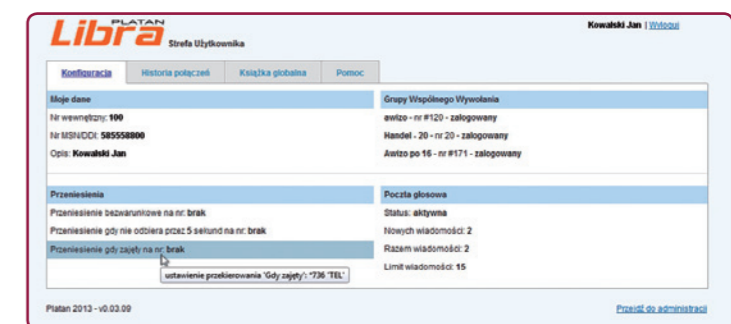 PLATAN
Libra Strefa Użytkownika
Kowalski Jan | Wyloguj
Konfiguracja Historia połączeń Książka globalna Pomoc
Moje dane
Nr wewnętrzny: 100
Nr MSN/DDI: 585558800
Opis: Kowalski Jan
Grupy Wspólnego Wywołania
awizo - nr #120 - zalogowany
Handel - 20 - nr 20 - zalogowany
Awizo po 16 - nr #171 - zalogowany
Przeniesienia
Przeniesienie bezwarunkowe na nr: brak
Przeniesienie gdy nie odbiera przez 5 sekund na nr: brak
Przeniesienie gdy zajęty na nr: brak
ustawienie przekierowania 'Gdy zajęty': *736 'TEL'
Poczta głosowa
Status: aktywna
Nowych wiadomości: 2
Razem wiadomości: 2
Limit wiadomości: 15
Platan 2013 - v0.03.09
Przejdź do administracji